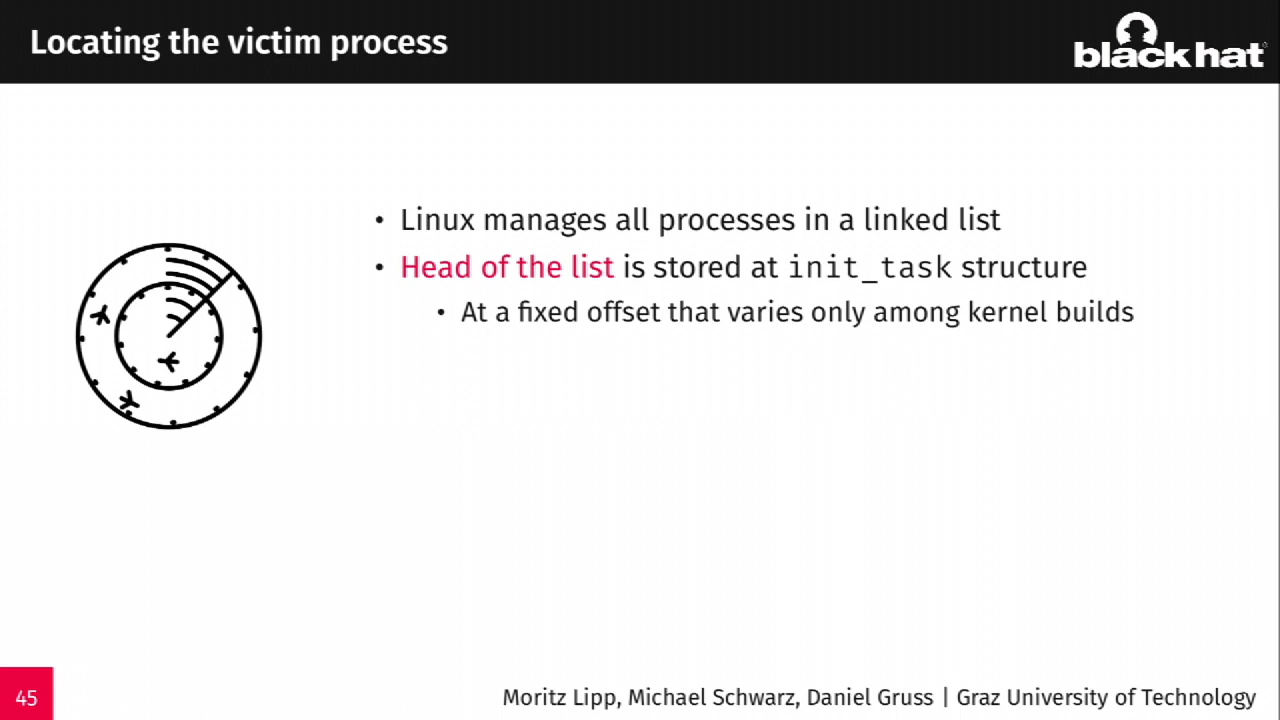 Locating the victim process
black hat
• Linux manages all processes in a linked list
• Head of the list is stored at init_task structure
• At a fixed offset that varies only among kernel builds
45
Moritz Lipp, Michael Schwarz, Daniel Gruss | Graz University of Technology